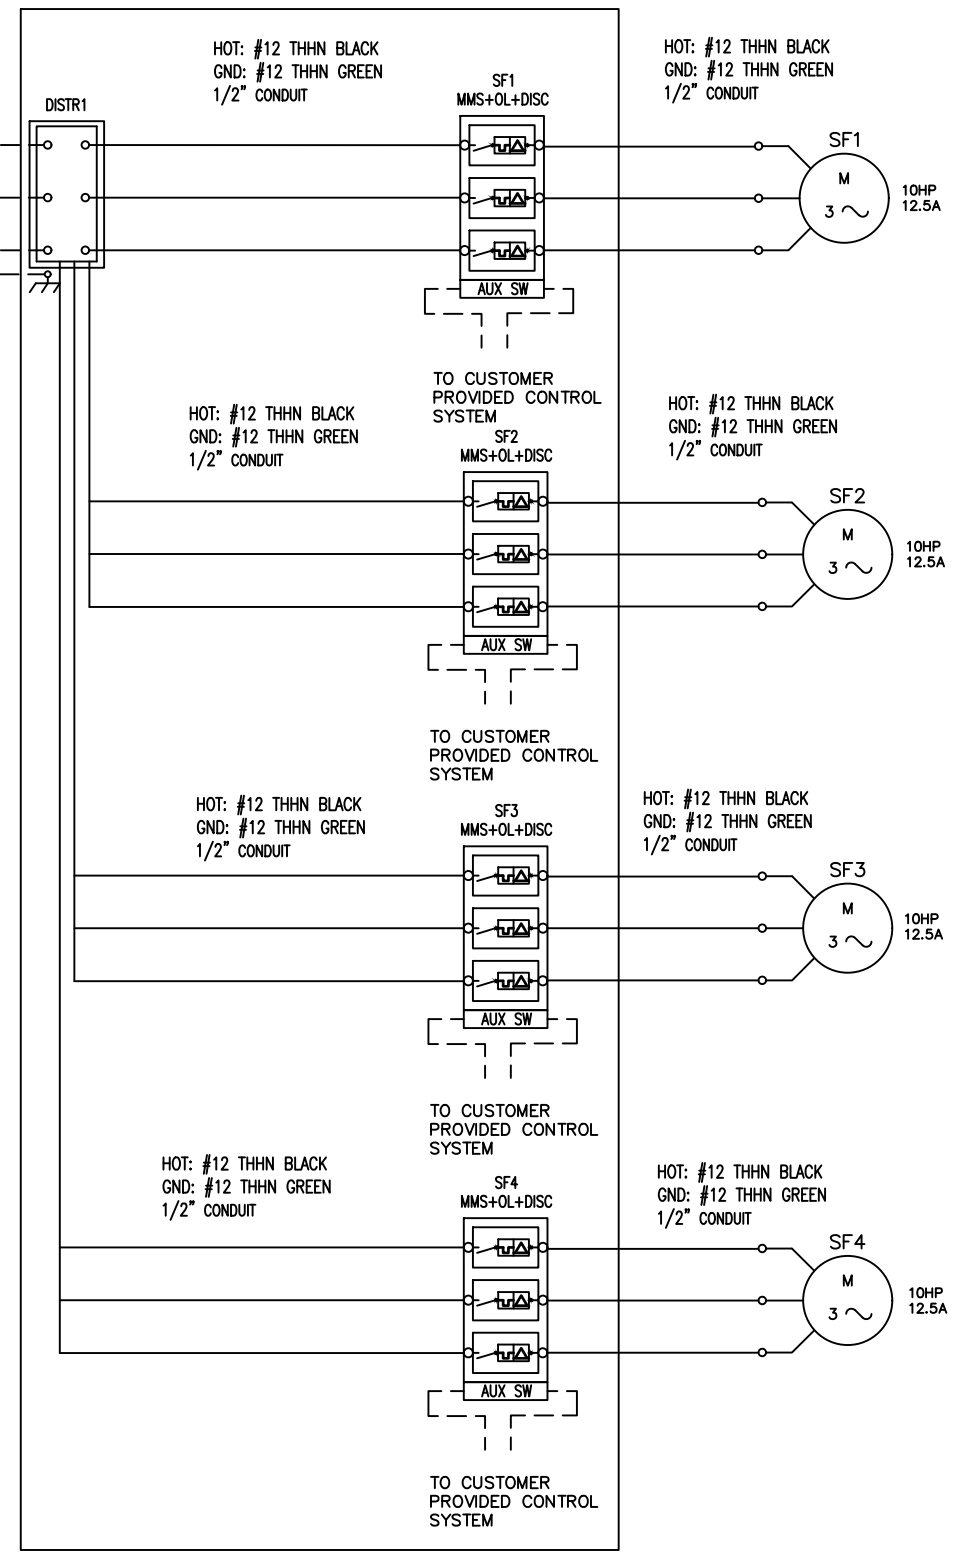 HOT: #12 THHN BLACK
GND: #12 THHN GREEN
1/2" CONDUIT
HOT: #12 THHN BLACK
GND: #12 THHN GREEN
1/2" CONDUIT
DISTR1
SF1
MMS+OL+DISC
SF1
M
3
10HP
12.5A
AUX SW
TO CUSTOMER
PROVIDED CONTROL
SYSTEM
HOT: #12 THHN BLACK
GND: #12 THHN GREEN
1/2" CONDUIT
HOT: #12 THHN BLACK
GND: #12 THHN GREEN
1/2" CONDUIT
SF2
MMS+OL+DISC
SF2
M
3
10HP
12.5A
AUX SW
TO CUSTOMER
PROVIDED CONTROL
SYSTEM
HOT: #12 THHN BLACK
GND: #12 THHN GREEN
1/2" CONDUIT
HOT: #12 THHN BLACK
GND: #12 THHN GREEN
1/2" CONDUIT
SF3
MMS+OL+DISC
SF3
M
3
10HP
12.5A
AUX SW
TO CUSTOMER
PROVIDED CONTROL
SYSTEM
HOT: #12 THHN BLACK
GND: #12 THHN GREEN
1/2" CONDUIT
HOT: #12 THHN BLACK
GND: #12 THHN GREEN
1/2" CONDUIT
SF4
MMS+OL+DISC
SF4
M
3
10HP
12.5A
AUX SW
TO CUSTOMER
PROVIDED CONTROL
SYSTEM